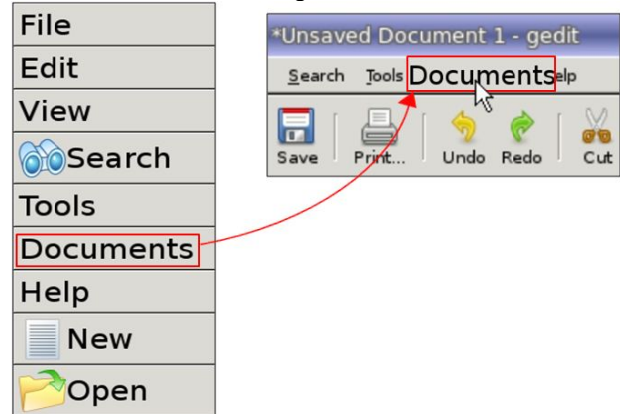 File
Edit
View
Search
Tools
Documents
Help
New
Open
*Unsaved Document 1 - gedit
Search Tools Documents elp
Save Print... Undo Redo Cut